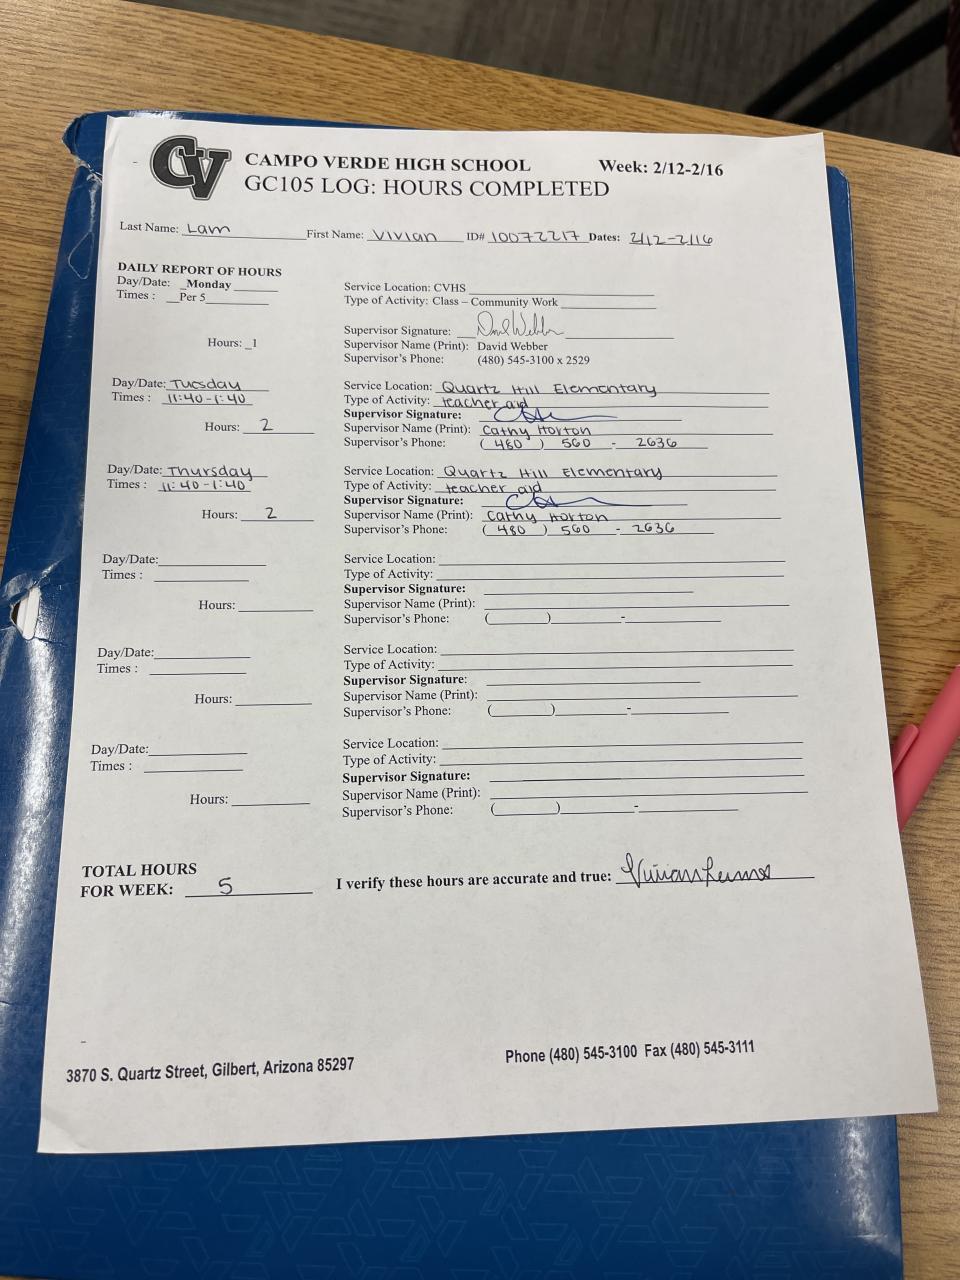 CV CAMPO VERDE HIGH SCHOOL Week: 2/12-2/16
GC105 LOG: HOURS COMPLETED
Last Name: Lam First Name: Vivian ID# 10072217 Dates: 2/12-2/16
DAILY REPORT OF HOURS
Day/Date: Monday Service Location: CVHS
Times : Per 5 Type of Activity: Class – Community Work
Supervisor Signature: David Webber
Hours: 1 Supervisor Name (Print): David Webber
Supervisor's Phone: (480) 545-3100 x 2529
Day/Date: Tuesday Service Location: Quartz Hill Elementary
Times : 11:40-1:40 Type of Activity: teacher aid
Supervisor Signature:
Hours: 2 Supervisor Name (Print): Cathy Horton
Supervisor's Phone: (480) 560-2636
Day/Date: Thursday Service Location: Quartz Hill Elementary
Times : 11:40-1:40 Type of Activity: teacher aid
Supervisor Signature:
Hours: 2 Supervisor Name (Print): Cathy Horton
Supervisor's Phone: (480) 560-2636
Day/Date: Service Location:
Times : Type of Activity:
Supervisor Signature:
Hours: Supervisor Name (Print):
Supervisor's Phone: ( ) -
Day/Date: Service Location:
Times : Type of Activity:
Supervisor Signature:
Hours: Supervisor Name (Print):
Supervisor's Phone: ( ) -
Day/Date: Service Location:
Times : Type of Activity:
Supervisor Signature:
Hours: Supervisor Name (Print):
Supervisor's Phone: ( ) -
TOTAL HOURS
FOR WEEK: 5 I verify these hours are accurate and true: Vivian
3870 S. Quartz Street, Gilbert, Arizona 85297 Phone (480) 545-3100 Fax (480) 545-3111